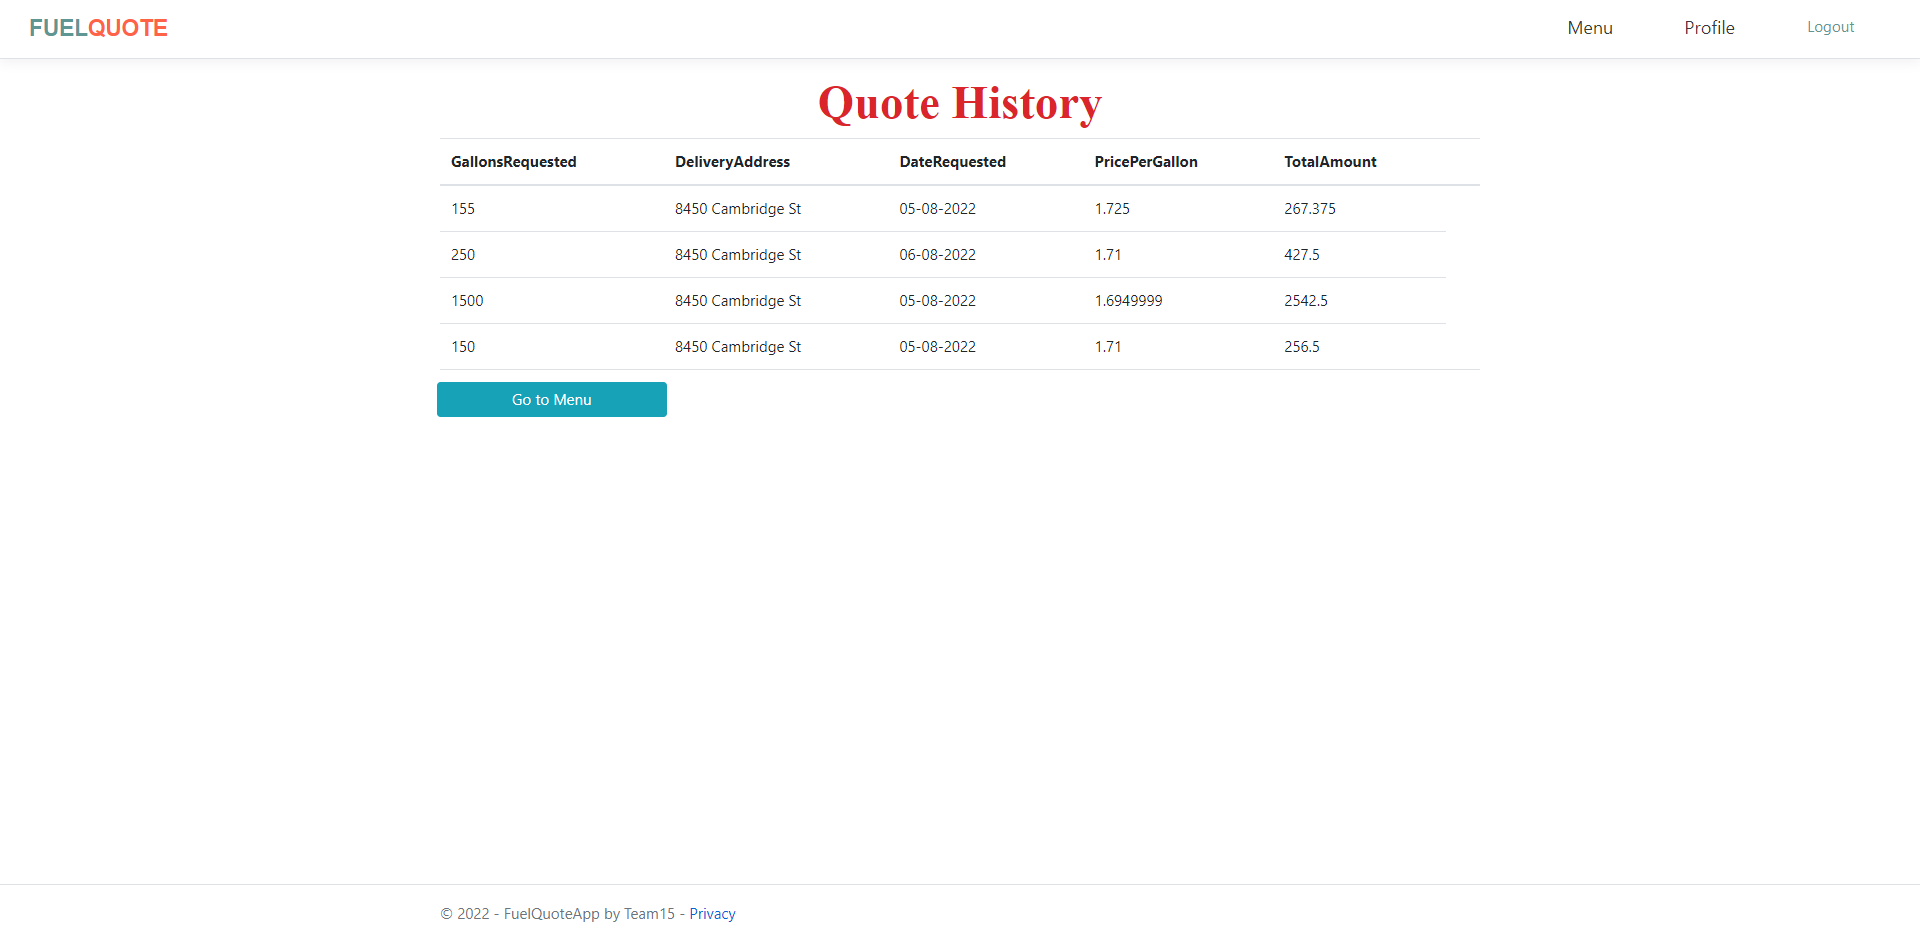 FUELQUOTE Menu Profile Logout
Quote History
GallonsRequested DeliveryAddress DateRequested PricePerGallon TotalAmount
155 8450 Cambridge St 05-08-2022 1.725 267.375
250 8450 Cambridge St 06-08-2022 1.71 427.5
1500 8450 Cambridge St 05-08-2022 1.6949999 2542.5
150 8450 Cambridge St 05-08-2022 1.71 256.5
Go to Menu
© 2022 - FuelQuoteApp by Team15 - Privacy